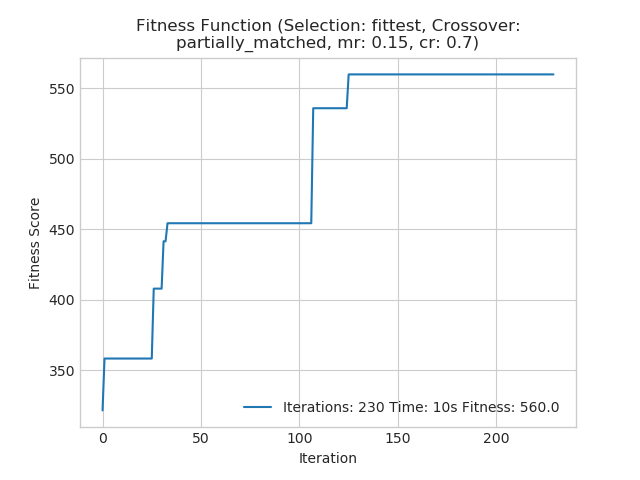 Fitness Function (Selection: fittest, Crossover:
partially_matched, mr: 0.15, cr: 0.7)
550
500
450
400
350
Fitness Score
Iterations: 230 Time: 10s Fitness: 560.0
0 50 100 150 200
Iteration